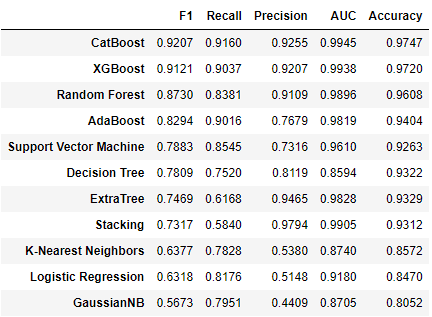 F1 Recall Precision AUC Accuracy
CatBoost 0.9207 0.9160 0.9255 0.9945 0.9747
XGBoost 0.9121 0.9037 0.9207 0.9938 0.9720
Random Forest 0.8730 0.8381 0.9109 0.9896 0.9608
AdaBoost 0.8294 0.9016 0.7679 0.9819 0.9404
Support Vector Machine 0.7883 0.8545 0.7316 0.9610 0.9263
Decision Tree 0.7809 0.7520 0.8119 0.8594 0.9322
ExtraTree 0.7469 0.6168 0.9465 0.9828 0.9329
Stacking 0.7317 0.5840 0.9794 0.9905 0.9312
K-Nearest Neighbors 0.6377 0.7828 0.5380 0.8740 0.8572
Logistic Regression 0.6318 0.8176 0.5148 0.9180 0.8470
GaussianNB 0.5673 0.7951 0.4409 0.8705 0.8052